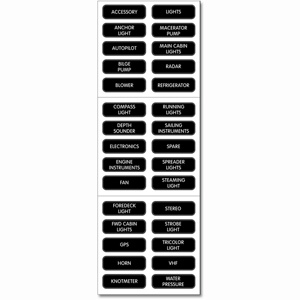 ACCESSORY
LIGHTS
ANCHOR
LIGHT
MACERATOR
PUMP
AUTOPILOT
MAIN CABIN
LIGHTS
BILGE
PUMP
RADAR
BLOWER
REFRIGERATOR
COMPASS
LIGHT
RUNNING
LIGHTS
DEPTH
SOUNDER
SAILING
INSTRUMENTS
ELECTRONICS
SPARE
ENGINE
INSTRUMENTS
SPREADER
LIGHTS
FAN
STEAMING
LIGHT
FOREDECK
LIGHT
STEREO
FWD CABIN
LIGHTS
STROBE
LIGHT
GPS
TRICOLOR
LIGHT
HORN
VHF
KNOTMETER
WATER
PRESSURE